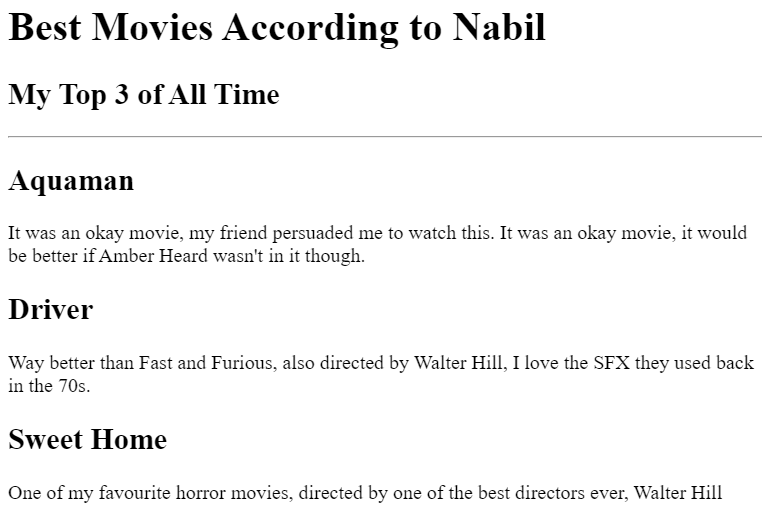 Best Movies According to Nabil
My Top 3 of All Time
Aquaman
It was an okay movie, my friend persuaded me to watch this. It was an okay movie, it would
be better if Amber Heard wasn't in it though.
Driver
Way better than Fast and Furious, also directed by Walter Hill, I love the SFX they used back
in the 70s.
Sweet Home
One of my favourite horror movies, directed by one of the best directors ever, Walter Hill